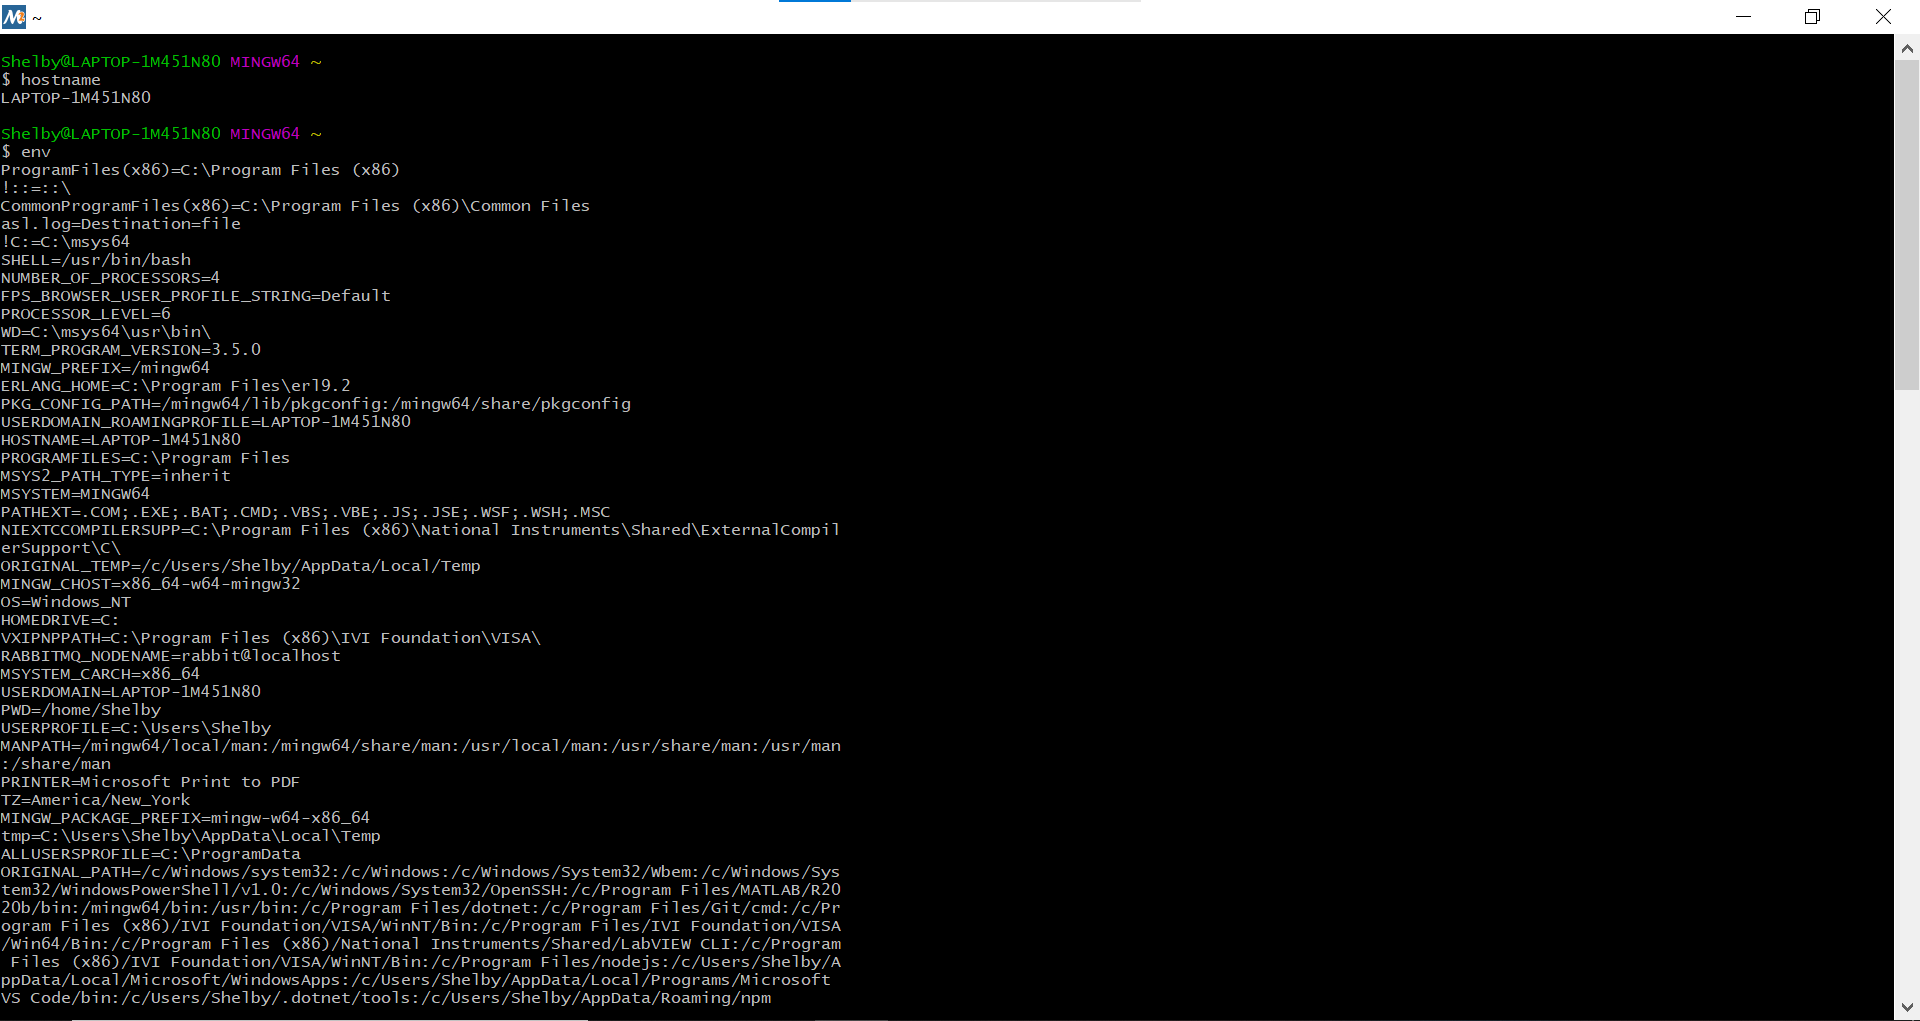 ~
Shelby@LAPTOP-1M451N80 MINGW64 ~
$ hostname
LAPTOP-1M451N80
Shelby@LAPTOP-1M451N80 MINGW64 ~
$ env
ProgramFiles(x86)=C:\Program Files (x86)
!::=::\
CommonProgramFiles(x86)=C:\Program Files (x86)\Common Files
asl.log=Destination=file
!C:=C:\msys64
SHELL=/usr/bin/bash
NUMBER_OF_PROCESSORS=4
FPS_BROWSER_USER_PROFILE_STRING=Default
PROCESSOR_LEVEL=6
WD=C:\msys64\usr\bin\
TERM_PROGRAM_VERSION=3.5.0
MINGW_PREFIX=/mingw64
ERLANG_HOME=C:\Program Files\erl9.2
PKG_CONFIG_PATH=/mingw64/lib/pkgconfig:/mingw64/share/pkgconfig
USERDOMAIN_ROAMINGPROFILE=LAPTOP-1M451N80
HOSTNAME=LAPTOP-1M451N80
PROGRAMFILES=C:\Program Files
MSYS2_PATH_TYPE=inherit
MSYSTEM=MINGW64
PATHEXT=.COM;.EXE;.BAT;.CMD;.VBS;.VBE;.JS;.JSE;.WSF;.WSH;.MSC
NIEXTCCOMPILERSUPP=C:\Program Files (x86)\National Instruments\Shared\ExternalCompil
erSupport\C\
ORIGINAL_TEMP=/c/Users/Shelby/AppData/Local/Temp
MINGW_CHOST=x86_64-w64-mingw32
OS=Windows_NT
HOMEDRIVE=C:
VXIPNPPATH=C:\Program Files (x86)\IVI Foundation\VISA\
RABBITMQ_NODENAME=rabbit@localhost
MSYSTEM_CARCH=x86_64
USERDOMAIN=LAPTOP-1M451N80
PWD=/home/Shelby
USERPROFILE=C:\Users\Shelby
MANPATH=/mingw64/local/man:/mingw64/share/man:/usr/local/man:/usr/share/man:/usr/man
:/share/man
PRINTER=Microsoft Print to PDF
TZ=America/New_York
MINGW_PACKAGE_PREFIX=mingw-w64-x86_64
tmp=C:\Users\Shelby\AppData\Local\Temp
ALLUSERSPROFILE=C:\ProgramData
ORIGINAL_PATH=/c/Windows/system32:/c/Windows:/c/Windows/System32/Wbem:/c/Windows/Sys
tem32/WindowsPowerShell/v1.0:/c/Windows/System32/OpenSSH:/c/Program Files/MATLAB/R20
20b/bin:/mingw64/bin:/usr/bin:/c/Program Files/dotnet:/c/Program Files/Git/cmd:/c/Pr
ogram Files (x86)/IVI Foundation/VISA/WinNT/Bin:/c/Program Files/IVI Foundation/VISA
/Win64/Bin:/c/Program Files (x86)/National Instruments/Shared/LabVIEW CLI:/c/Program
 Files (x86)/IVI Foundation/VISA/WinNT/Bin:/c/Program Files/nodejs:/c/Users/Shelby/A
ppData/Local/Microsoft/WindowsApps:/c/Users/Shelby/AppData/Local/Programs/Microsoft
VS Code/bin:/c/Users/Shelby/.dotnet/tools:/c/Users/Shelby/AppData/Roaming/npm